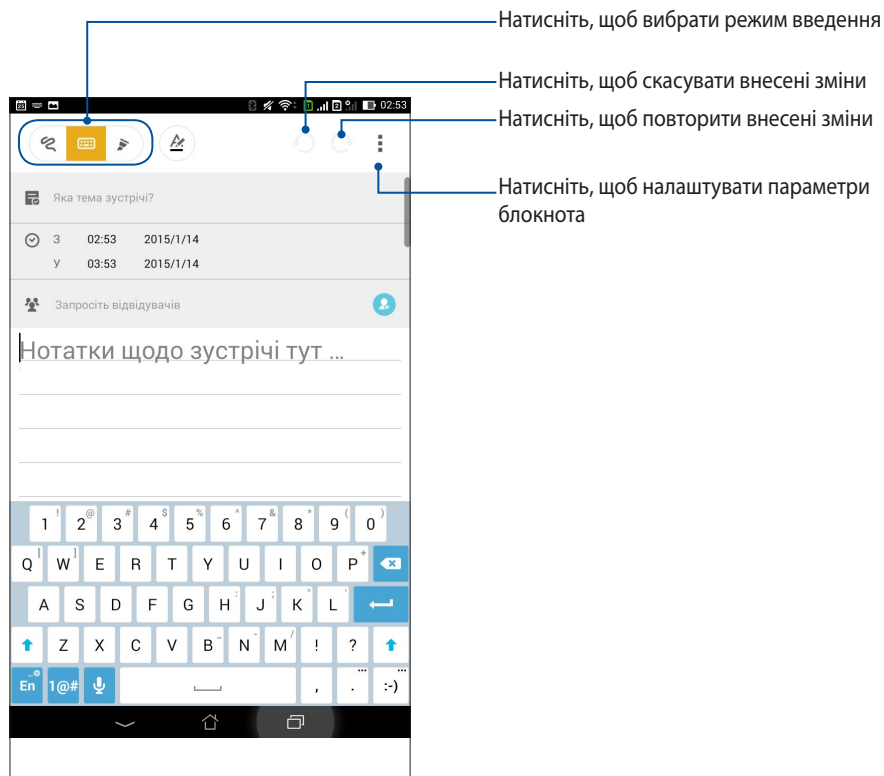 Натисніть, щоб вибрати режим введення
Натисніть, щоб скасувати внесені зміни
Натисніть, щоб повторити внесені зміни
Натисніть, щоб налаштувати параметри
блокнота
02:53
Яка тема зустрічі?
З 02:53 2015/1/14
У 03:53 2015/1/14
Запросіть відвідувачів
Нотатки щодо зустрічі тут ...
1 ! 2 @ 3 # 4 $ 5 % 6 ^ 7 & 8 * 9 ( 0 )
Q [ W ] E R T Y U I O P +
A S D F G H : J ; K " L '
Z X C V B _ N - M / ! ?
En 1@# , . ... :-) ...